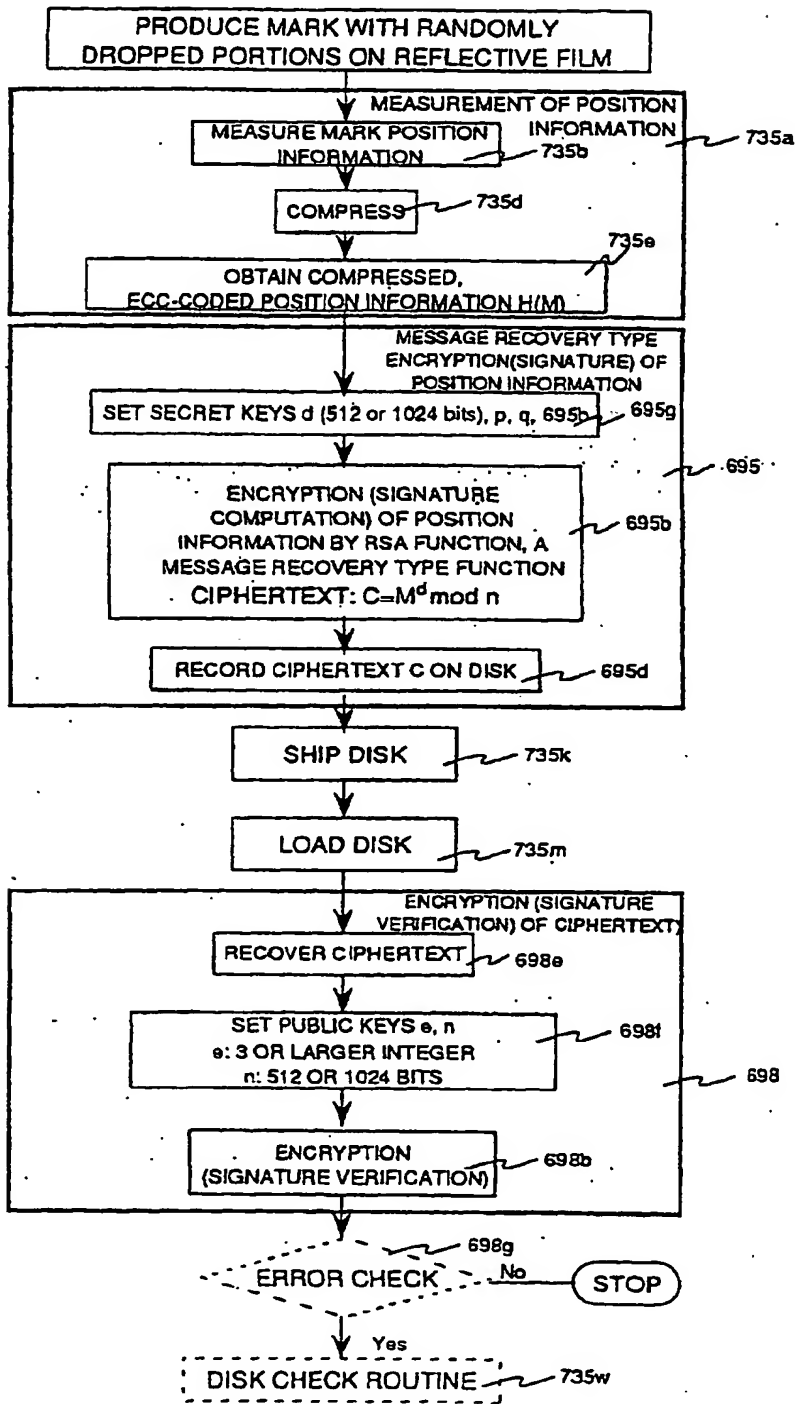 PRODUCE MARK WITH RANDOMLY
DROPPED PORTIONS ON REFLECTIVE FILM
MEASUREMENT OF POSITION
INFORMATION
735a
MEASURE MARK POSITION
INFORMATION
735b
COMPRESS
735d
735e
OBTAIN COMPRESSED,
ECC-CODED POSITION INFORMATION H(M)
MESSAGE RECOVERY TYPE
ENCRYPTION(SIGNATURE) OF
POSITION INFORMATION
SET SECRET KEYS d (512 or 1024 bits), p, q, 695b
695g
695
ENCRYPTION (SIGNATURE
COMPUTATION) OF POSITION
INFORMATION BY RSA FUNCTION, A
MESSAGE RECOVERY TYPE FUNCTION
CIPHERTEXT: C=M^d mod n
695b
RECORD CIPHERTEXT C ON DISK
695d
SHIP DISK
735k
LOAD DISK
735m
ENCRYPTION (SIGNATURE
VERIFICATION) OF CIPHERTEXT)
RECOVER CIPHERTEXT
698e
SET PUBLIC KEYS e, n
e: 3 OR LARGER INTEGER
n: 512 OR 1024 BITS
698f
698
ENCRYPTION
(SIGNATURE VERIFICATION)
698b
698g
ERROR CHECK
No
STOP
Yes
DISK CHECK ROUTINE
735w